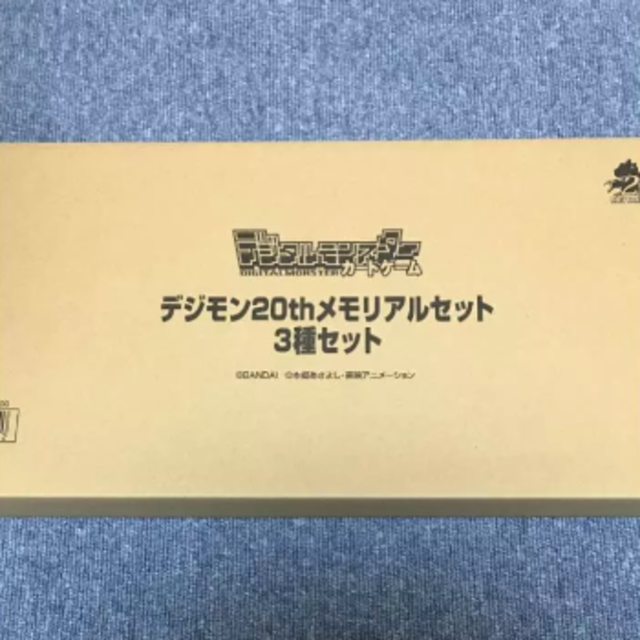 デジタルモンスター
DIGITAL MONSTER カードゲーム
デジモン20thメモリアルセット
3種セット
©BANDAI ©本郷あきよし・東映アニメーション